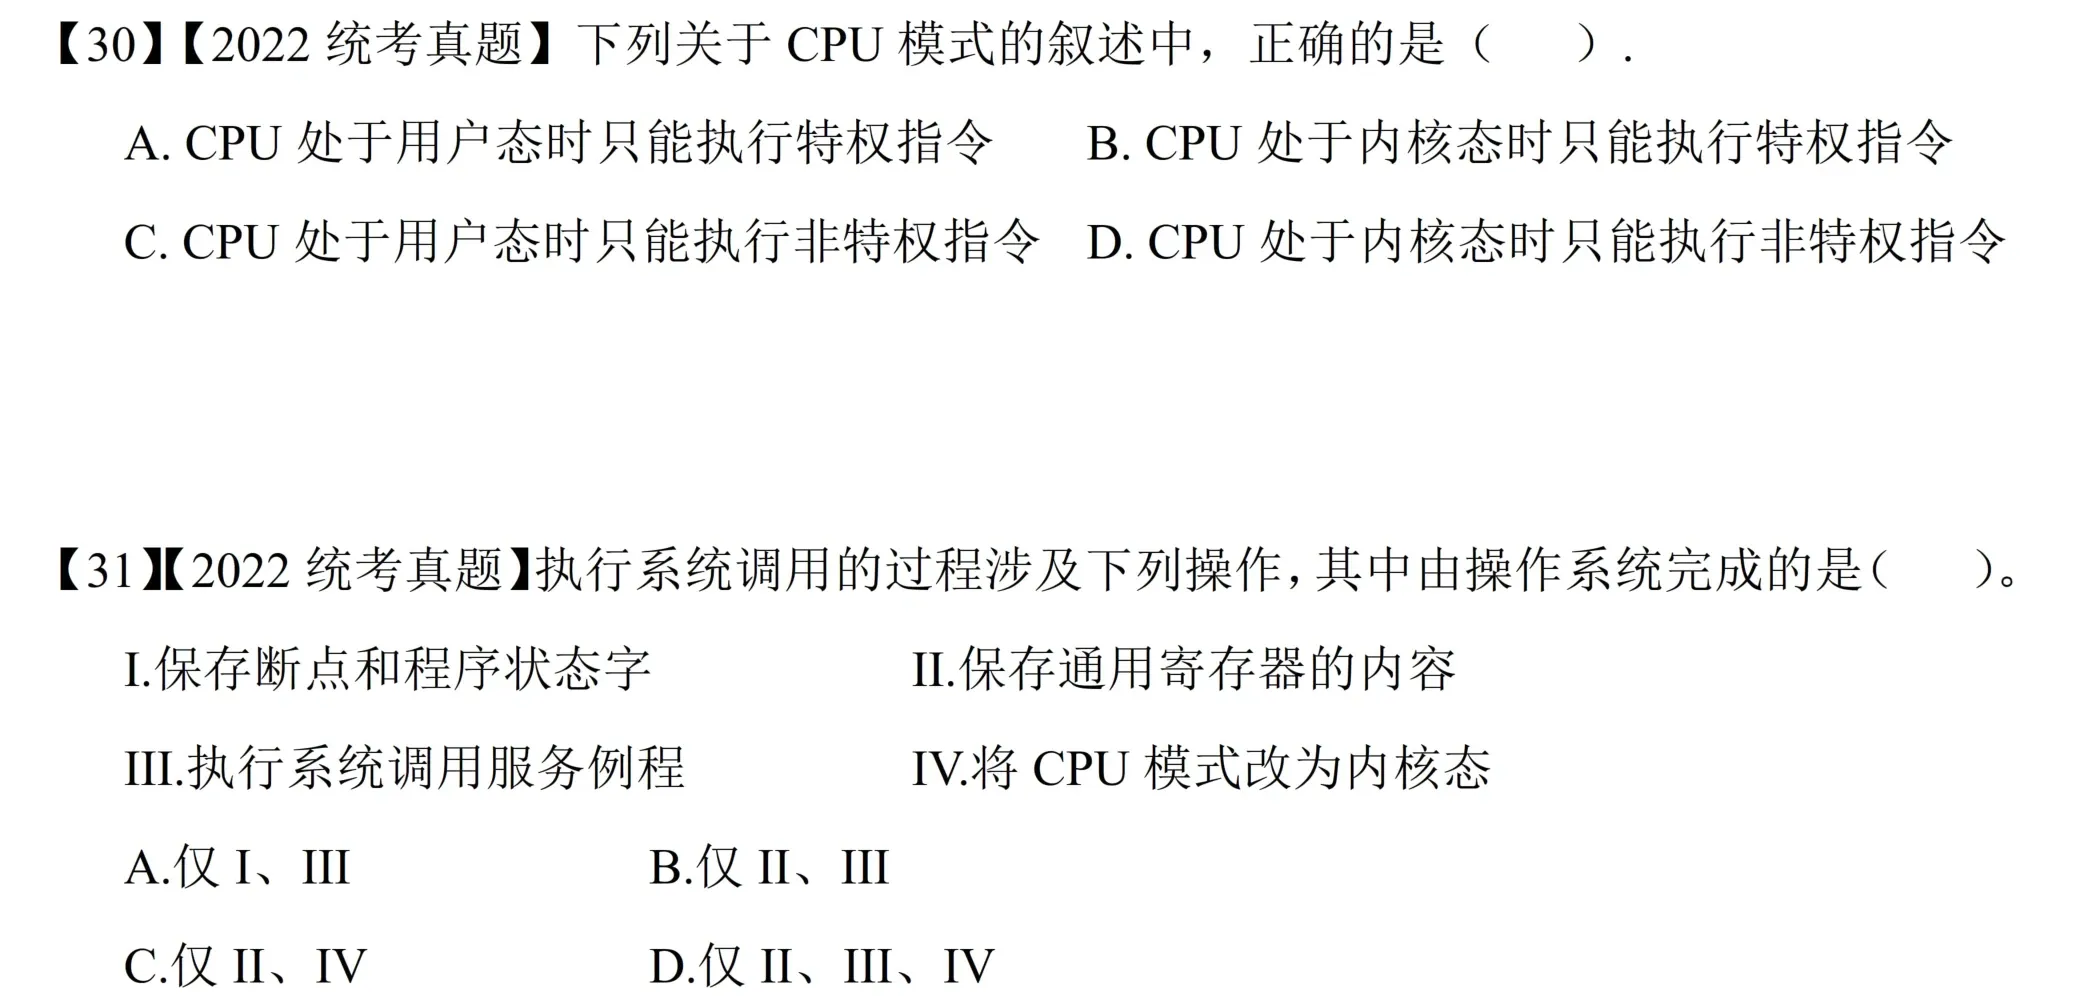 【30】【2022 统考真题】下列关于 CPU 模式的叙述中，正确的是（ ）.
A. CPU 处于用户态时只能执行特权指令 B. CPU 处于内核态时只能执行特权指令
C. CPU 处于用户态时只能执行非特权指令 D. CPU 处于内核态时只能执行非特权指令
【31】【2022 统考真题】执行系统调用的过程涉及下列操作，其中由操作系统完成的是（ ）。
I.保存断点和程序状态字 II.保存通用寄存器的内容
III.执行系统调用服务例程 IV.将 CPU 模式改为内核态
A.仅 I、III B.仅 II、III
C.仅 II、IV D.仅 II、III、IV